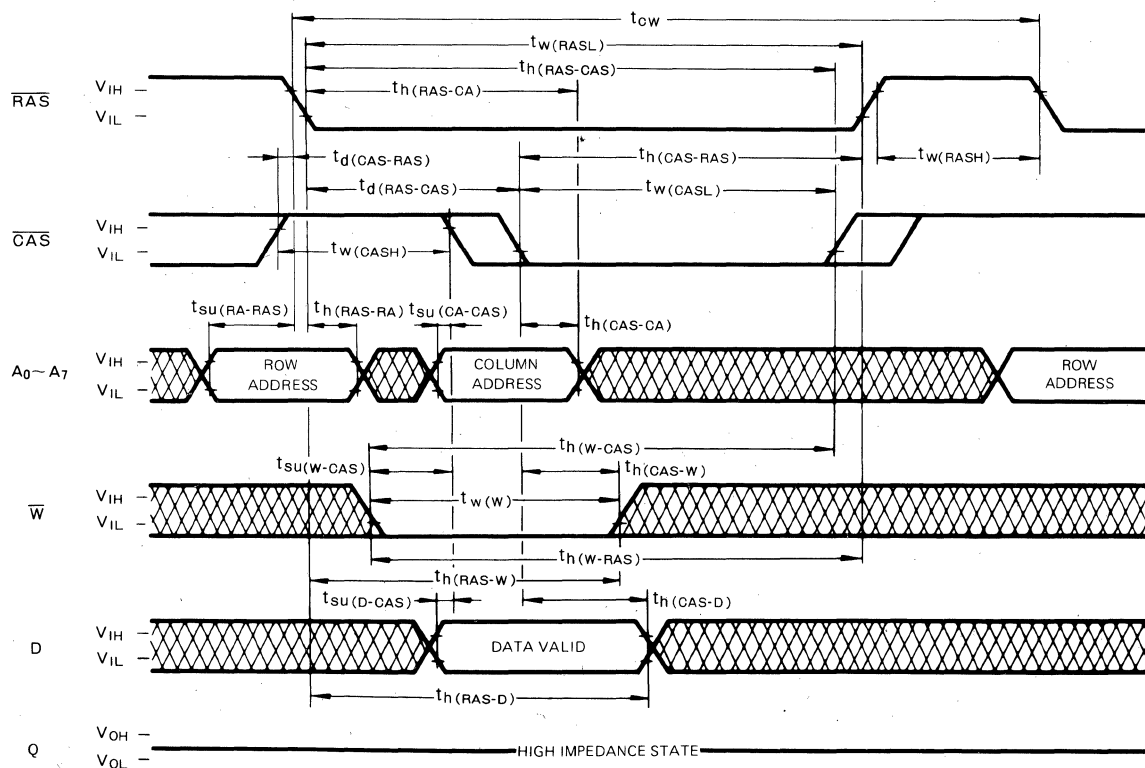 tCW
tW(RASL)
th(RAS-CAS)
RAS
VIH
VIL
th(RAS-CA)
td(CAS-RAS)
th(CAS-RAS)
tW(RASH)
td(RAS-CAS)
tW(CASL)
CAS
VIH
VIL
tW(CASH)
tsu(RA-RAS)
th(RAS-RA)
tsu(CA-CAS)
th(CAS-CA)
A0~A7
VIH
VIL
ROW ADDRESS
COLUMN ADDRESS
ROW ADDRESS
th(W-CAS)
tsu(W-CAS)
th(CAS-W)
W
VIH
VIL
tW(W)
th(W-RAS)
th(RAS-W)
tsu(D-CAS)
th(CAS-D)
D
VIH
VIL
DATA VALID
th(RAS-D)
Q
VOH
VOL
HIGH IMPEDANCE STATE